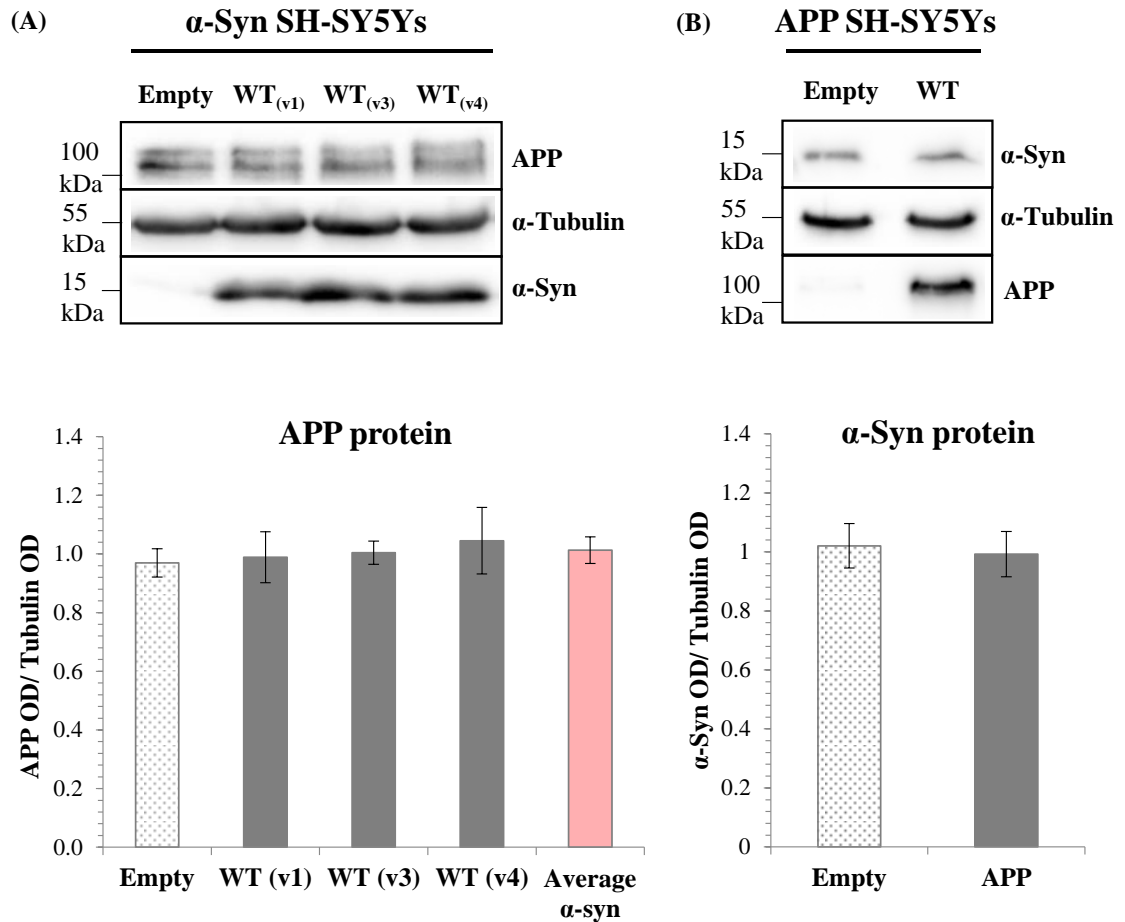 (A)
α-Syn SH-SY5Ys
Empty WT(v1) WT(v3) WT(v4)
100
kDa
APP
55
kDa
α-Tubulin
15
kDa
α-Syn
(B)
APP SH-SY5Ys
Empty WT
15
kDa
α-Syn
55
kDa
α-Tubulin
100
kDa
APP
APP protein
APP OD/ Tubulin OD
1.4
1.2
1.0
0.8
0.6
0.4
0.2
0.0
Empty WT (v1) WT (v3) WT (v4) Average
α-syn
α-Syn protein
α-Syn OD/ Tubulin OD
1.4
1.2
1
0.8
0.6
0.4
0.2
0
Empty APP